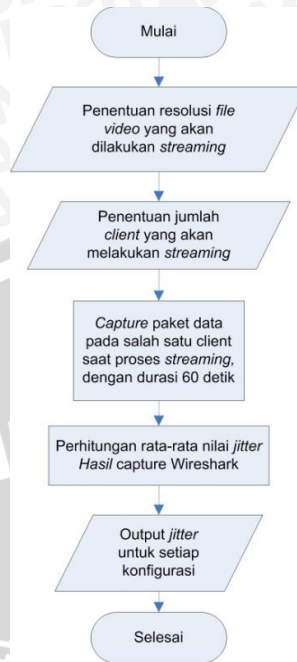 Mulai
Penentuan resolusi file
video yang akan
dilakukan streaming
Penentuan jumlah
client yang akan
melakukan streaming
Capture paket data
pada salah satu client
saat proses streaming,
dengan durasi 60 detik
Perhitungan rata-rata nilai jitter
Hasil capture Wireshark
Output jitter
untuk setiap
konfigurasi
Selesai